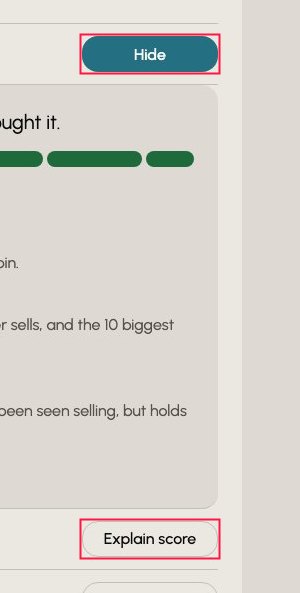 Hide
ought it.
oin.
r sells, and the 10 biggest
been seen selling, but holds
Explain score